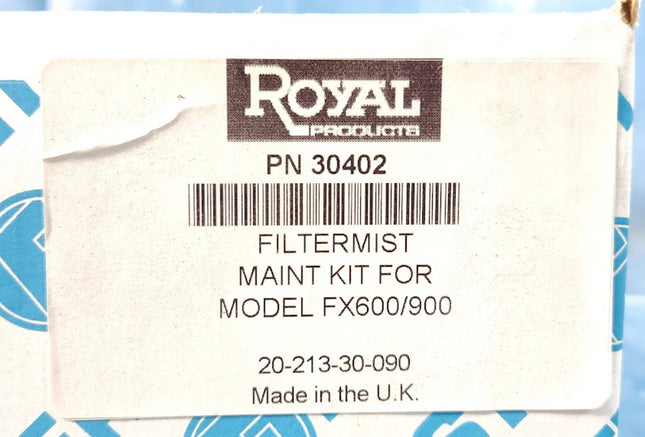 ROYAL
PRODUCTS
PN 30402
FILTERMIST
MAINT KIT FOR
MODEL FX600/900
20-213-30-090
Made in the U.K.